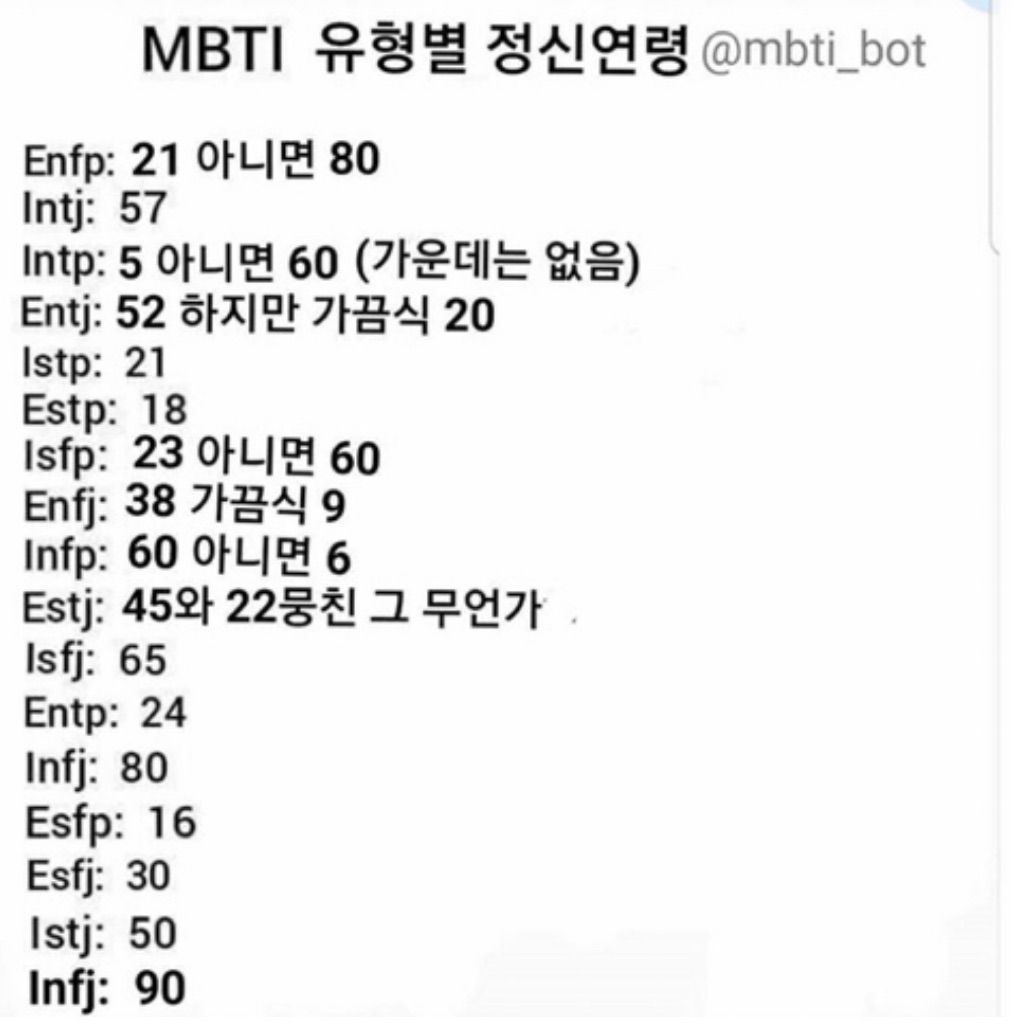 MBTI 유형별 정신연령 @mbti_bot
Enfp: 21 아니면 80
Intj: 57
Intp: 5 아니면 60 (가운데는 없음)
Entj: 52 하지만 가끔식 20
Istp: 21
Estp: 18
Isfp: 23 아니면 60
Enfj: 38 가끔식 9
Infp: 60 아니면 6
Estj: 45와 22뭉친 그 무언가
Isfj: 65
Entp: 24
Infj: 80
Esfp: 16
Esfj: 30
Istj: 50
Infj: 90